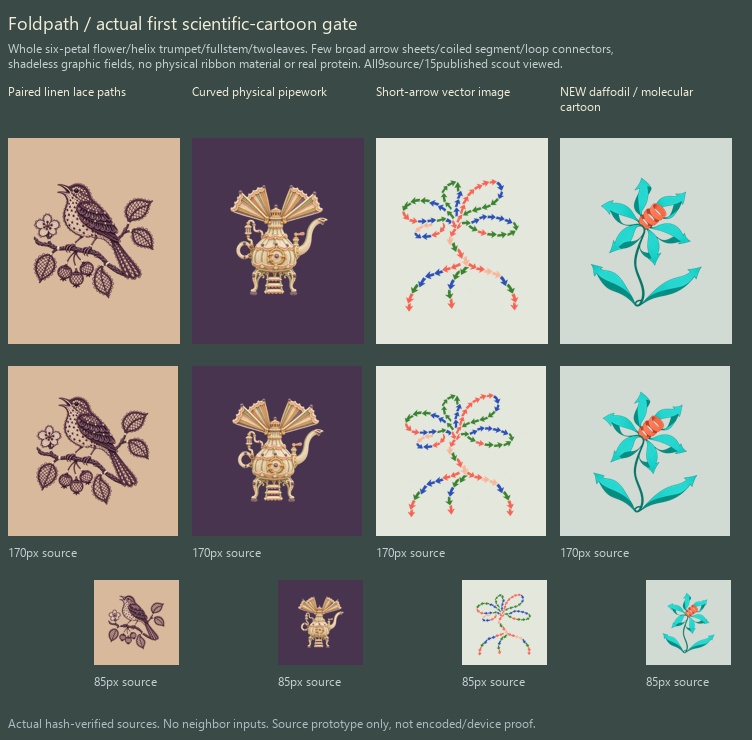 Foldpath / actual first scientific-cartoon gate
Whole six-petal flower/helix trumpet/fullstem/twoleaves. Few broad arrow sheets/coiled segment/loop connectors,
shadeless graphic fields, no physical ribbon material or real protein. All9source/15published scout viewed.
Paired linen lace paths
Curved physical pipework
Short-arrow vector image
NEW daffodil / molecular
cartoon
170px source
170px source
170px source
170px source
85px source
85px source
85px source
85px source
Actual hash-verified sources. No neighbor inputs. Source prototype only, not encoded/device proof.